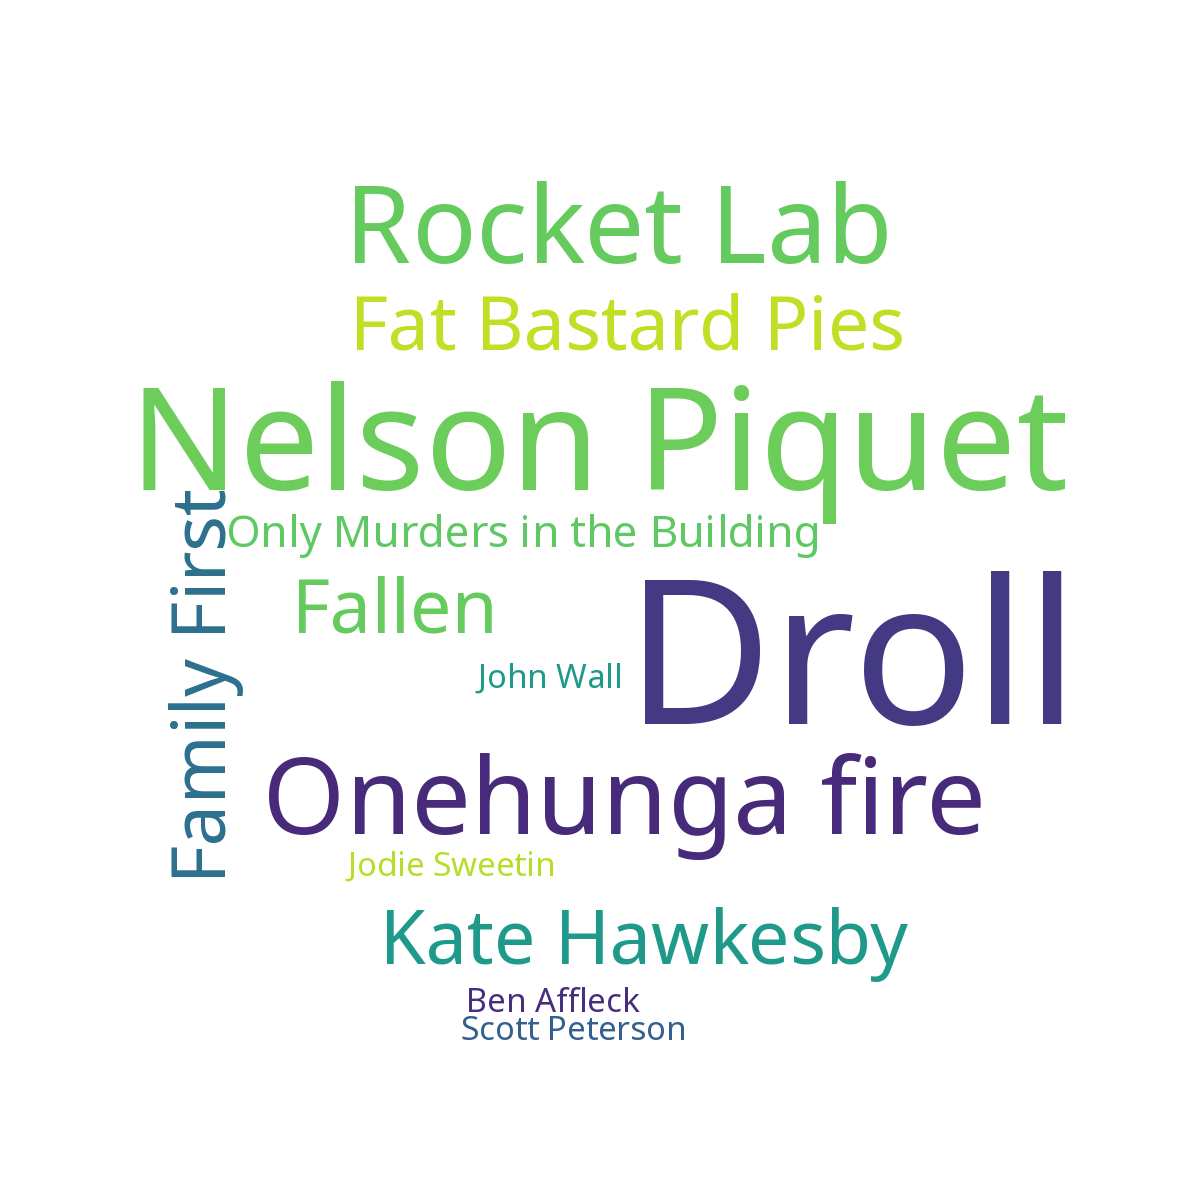 Rocket Lab
Fat Bastard Pies
Nelson Piquet
Family First
Only Murders in the Building
Fallen
Droll
John Wall
Onehunga fire
Jodie Sweetin
Kate Hawkesby
Ben Affleck
Scott Peterson